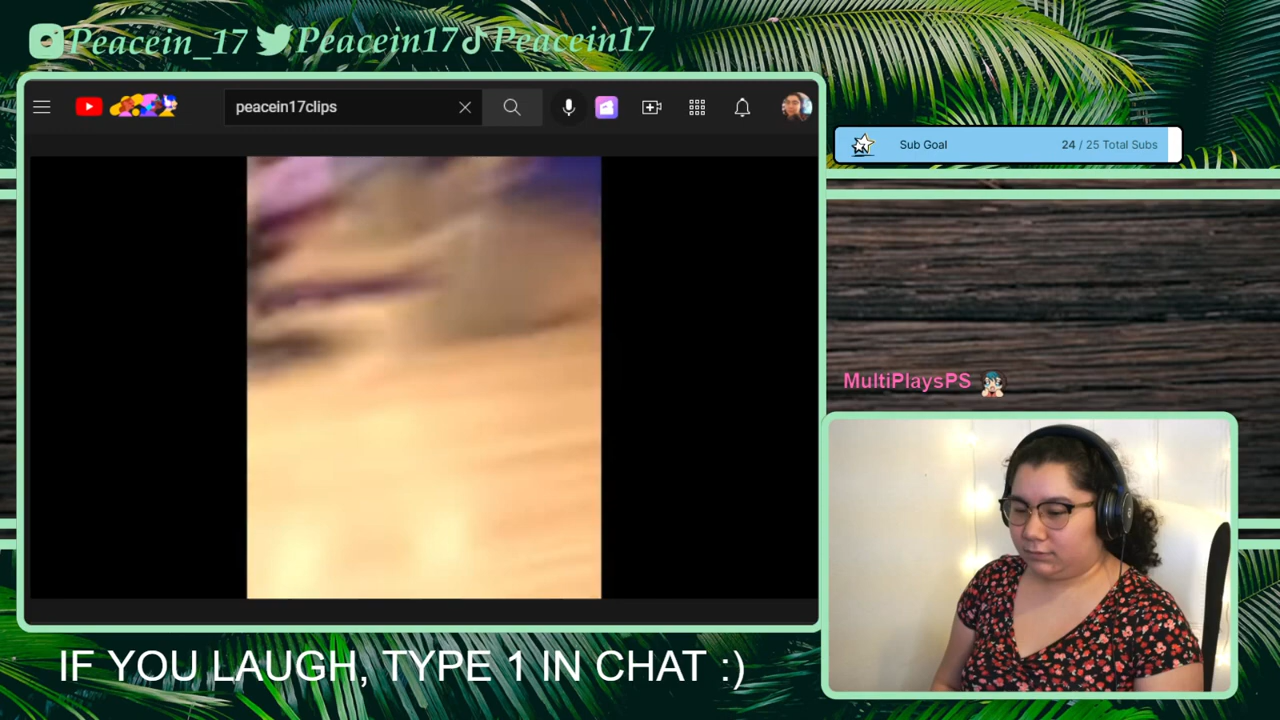 Peacein_17 Peacein17 Peacein17
peacein17clips
Sub Goal 24 / 25 Total Subs
MultiPlaysPS
IF YOU LAUGH, TYPE 1 IN CHAT :)